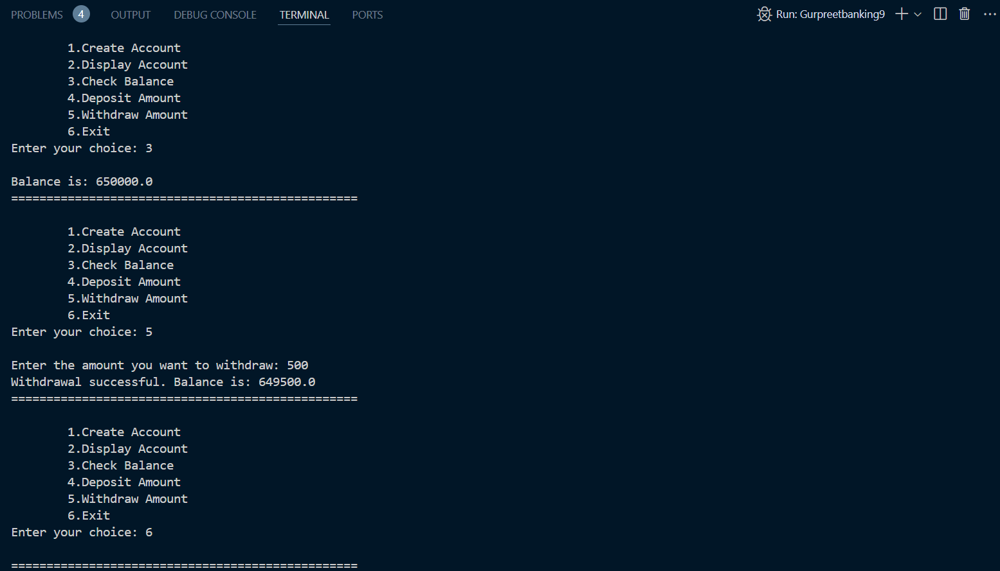 PROBLEMS 4 OUTPUT DEBUG CONSOLE TERMINAL PORTS Run: Gurpreetbanking9
1.Create Account
2.Display Account
3.Check Balance
4.Deposit Amount
5.Withdraw Amount
6.Exit
Enter your choice: 3
Balance is: 650000.0
=================================================
1.Create Account
2.Display Account
3.Check Balance
4.Deposit Amount
5.Withdraw Amount
6.Exit
Enter your choice: 5
Enter the amount you want to withdraw: 500
Withdrawal successful. Balance is: 649500.0
=================================================
1.Create Account
2.Display Account
3.Check Balance
4.Deposit Amount
5.Withdraw Amount
6.Exit
Enter your choice: 6
=================================================